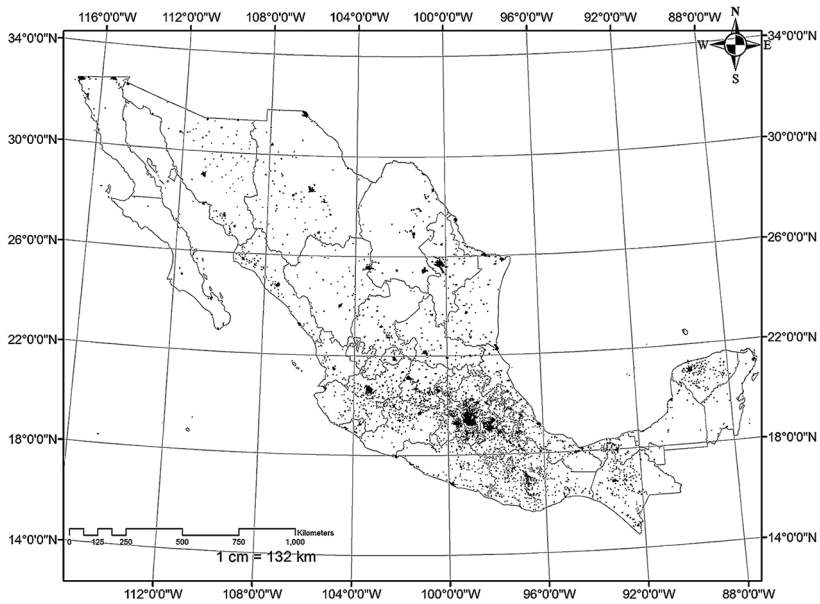 116°0'0"W 112°0'0"W 108°0'0"W 104°0'0"W 100°0'0"W 96°0'0"W 92°0'0"W 88°0'0"W
N
W E
S
34°0'0"N 34°0'0"N
30°0'0"N 30°0'0"N
26°0'0"N 26°0'0"N
22°0'0"N 22°0'0"N
18°0'0"N 18°0'0"N
14°0'0"N 14°0'0"N
Kilometers
0 125 250 500 750 1,000
1 cm = 132 km
112°0'0"W 108°0'0"W 104°0'0"W 100°0'0"W 96°0'0"W 92°0'0"W 88°0'0"W